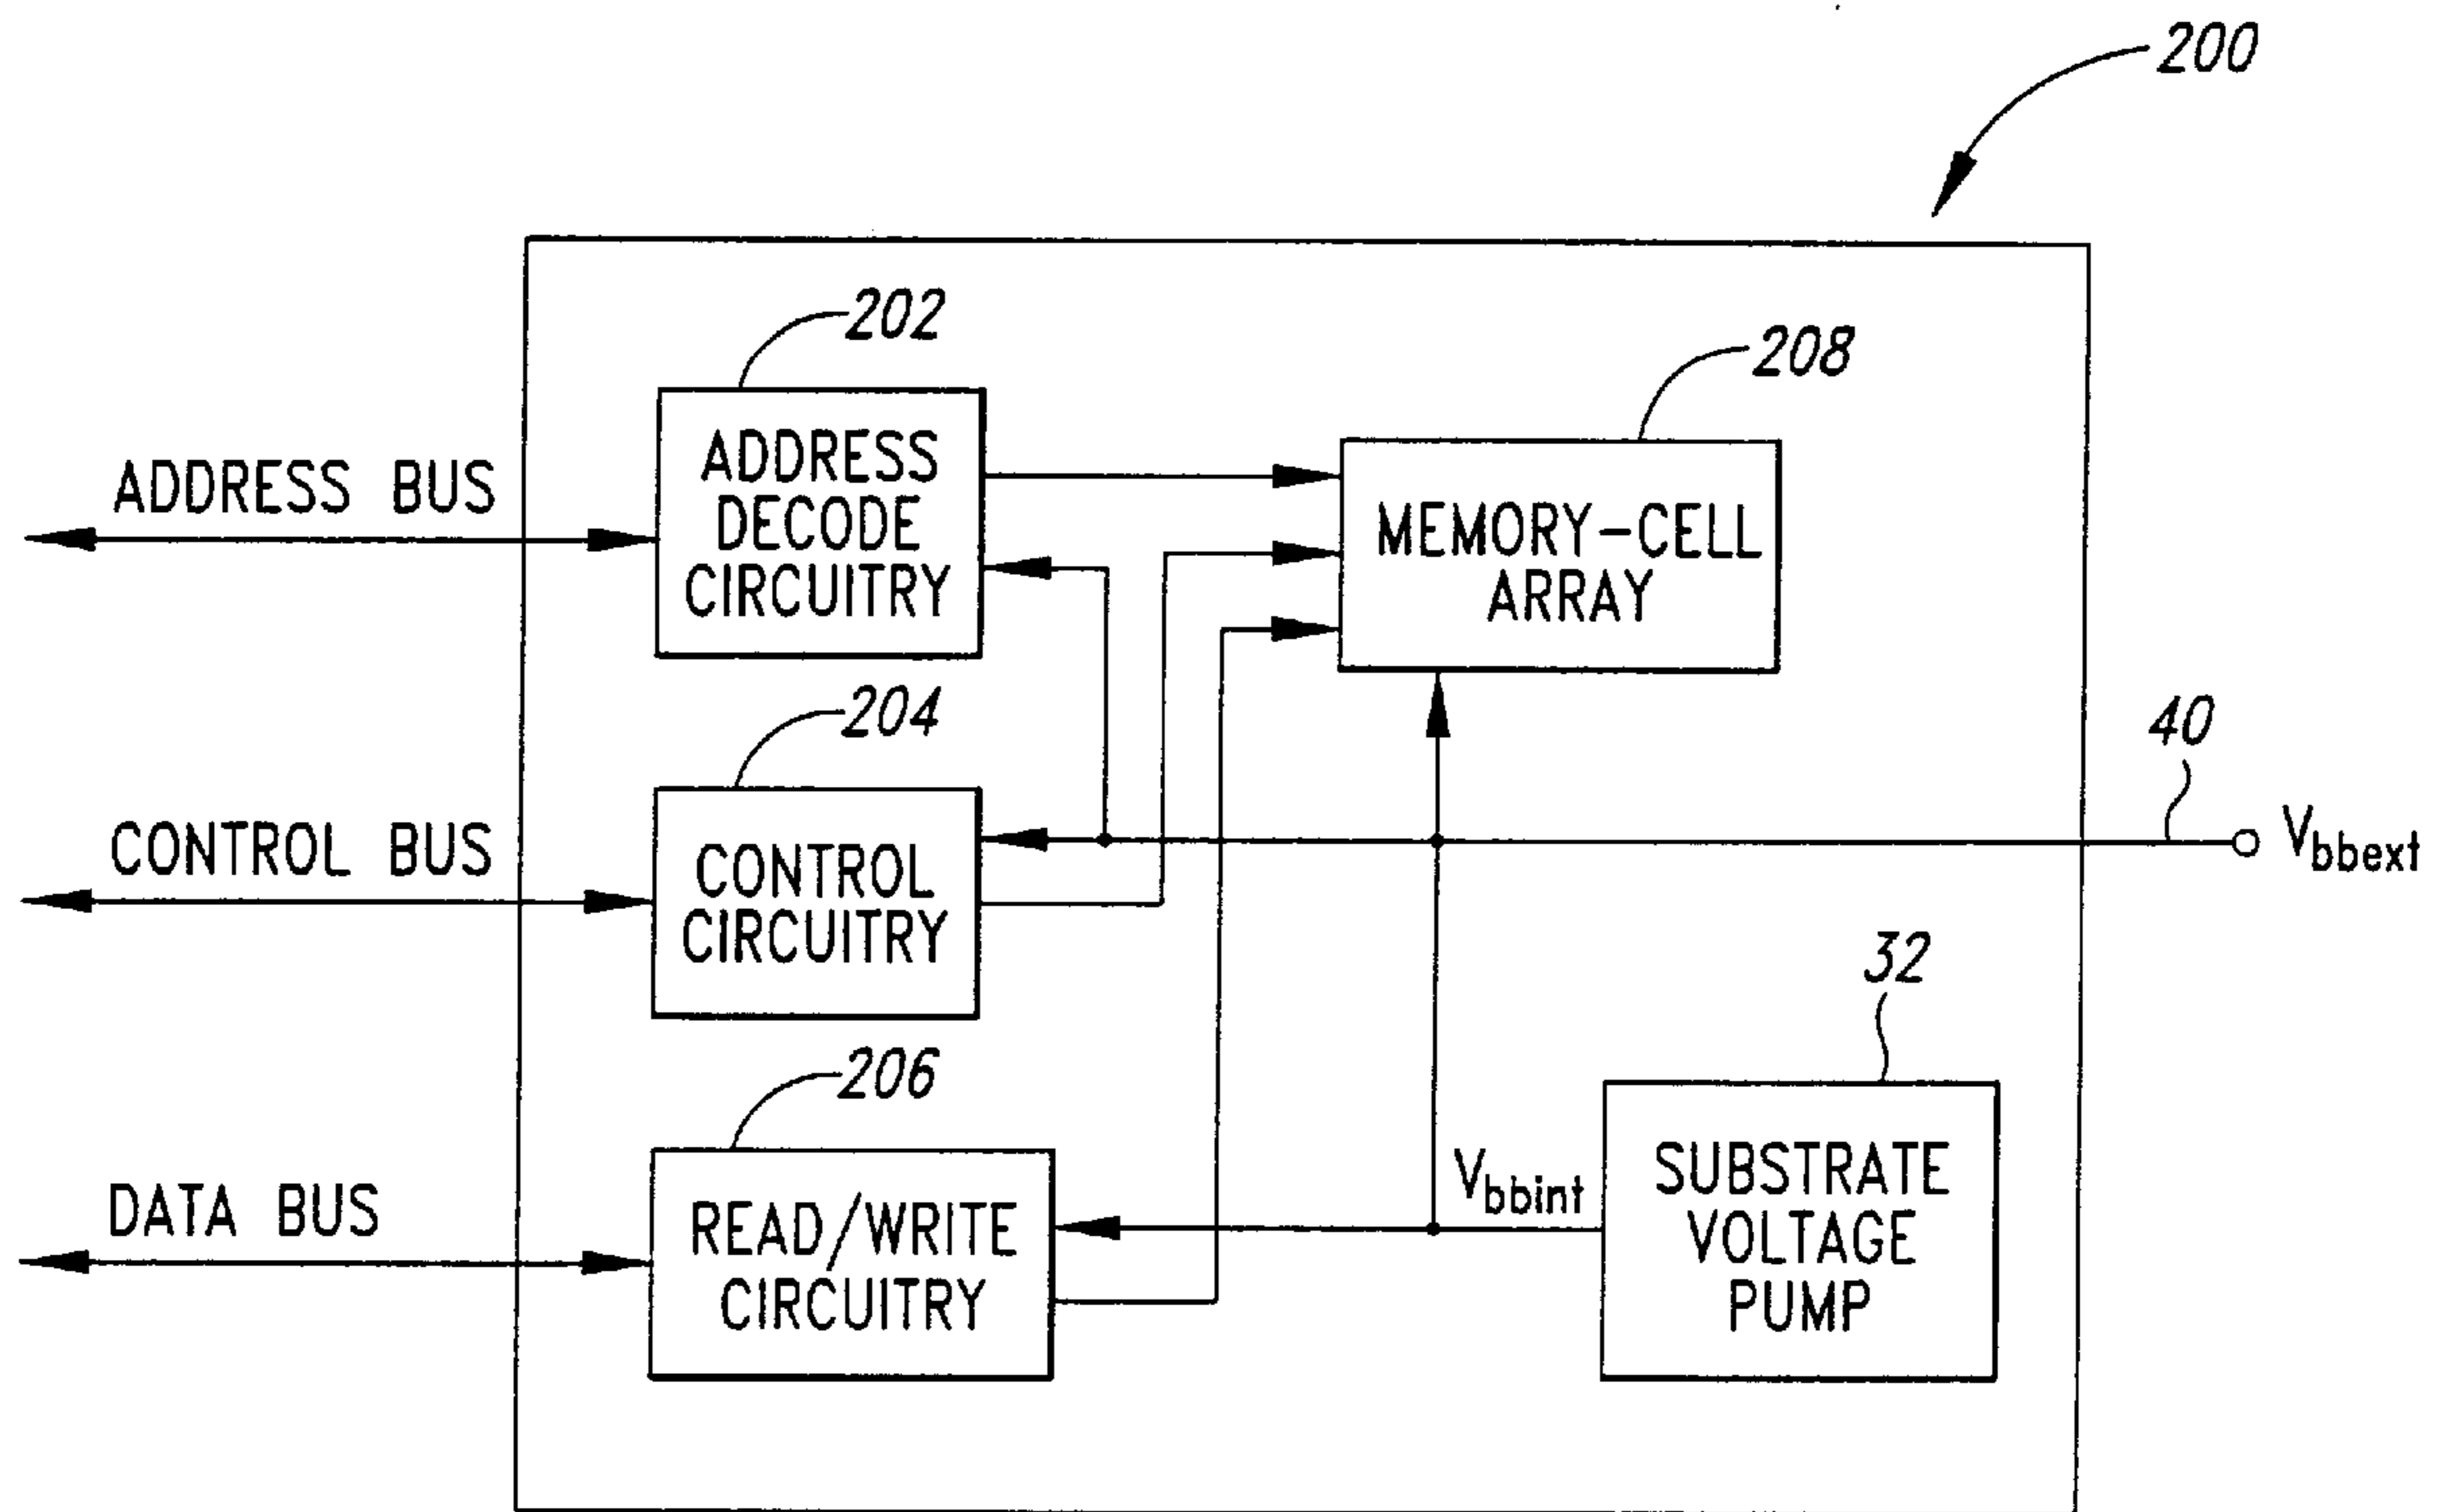 200
202
208
ADDRESS BUS
ADDRESS
DECODE
CIRCUITRY
MEMORY-CELL
ARRAY
204
40
CONTROL BUS
CONTROL
CIRCUITRY
Vbbext
32
206
DATA BUS
READ/WRITE
CIRCUITRY
Vbbint
SUBSTRATE
VOLTAGE
PUMP